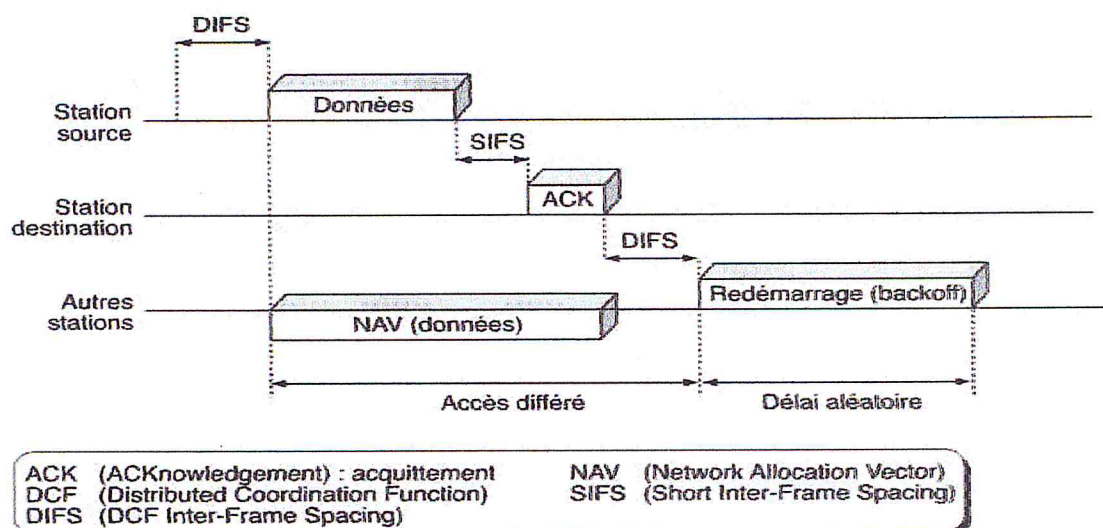 DIFS
Données
Station
source
SIFS
ACK
Station
destination
DIFS
Redémarrage (backoff)
Autres
stations
NAV (données)
Accès différé
Délai aléatoire
ACK (ACKnowledgement) : acquittement
NAV (Network Allocation Vector)
DCF (Distributed Coordination Function)
SIFS (Short Inter-Frame Spacing)
DIFS (DCF Inter-Frame Spacing)